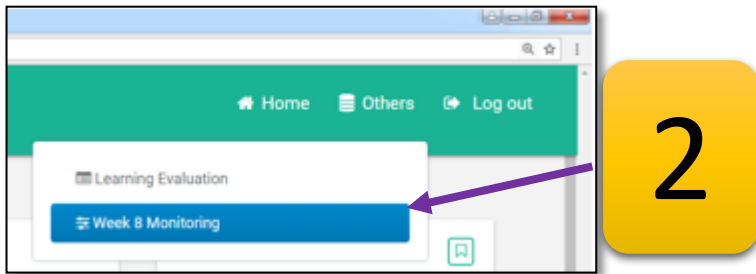 Home Others Log out
Learning Evaluation
Week 8 Monitoring
2